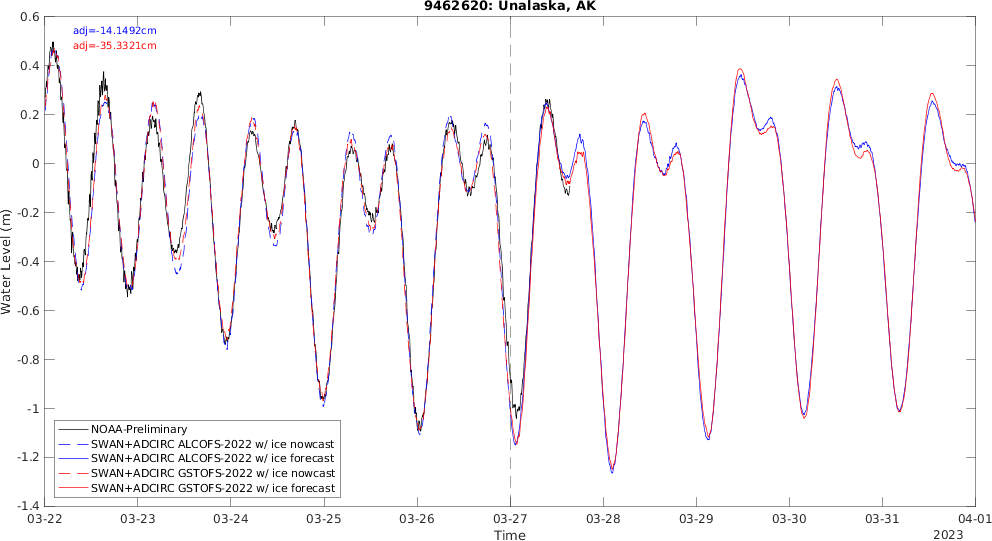 9462620: Unalaska, AK
adj=-14.1492cm
adj=-35.3321cm
0.6
0.4
0.2
0
-0.2
-0.4
-0.6
-0.8
-1
-1.2
-1.4
Water Level (m)
NOAA-Preliminary
SWAN+ADCIRC ALCOFS-2022 w/ ice nowcast
SWAN+ADCIRC ALCOFS-2022 w/ ice forecast
SWAN+ADCIRC GSTOFS-2022 w/ ice nowcast
SWAN+ADCIRC GSTOFS-2022 w/ ice forecast
03-22 03-23 03-24 03-25 03-26 03-27 03-28 03-29 03-30 03-31 04-01
Time
2023